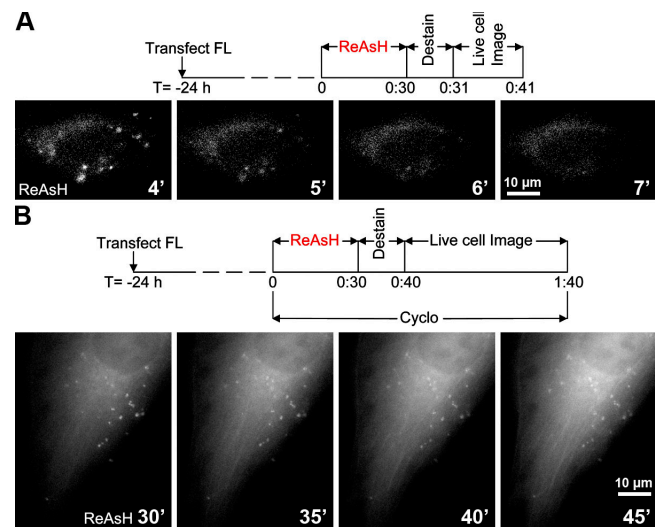 A
Transfect FL
ReAsH
Destain
Live cell
Image
T= -24 h
0
0:30
0:31
0:41
ReAsH
4’
5’
6’
10 µm
7’
B
Transfect FL
ReAsH
Destain
Live cell Image
T= -24 h
0
0:30
0:40
1:40
Cyclo
ReAsH 30’
35’
40’
10 µm
45’